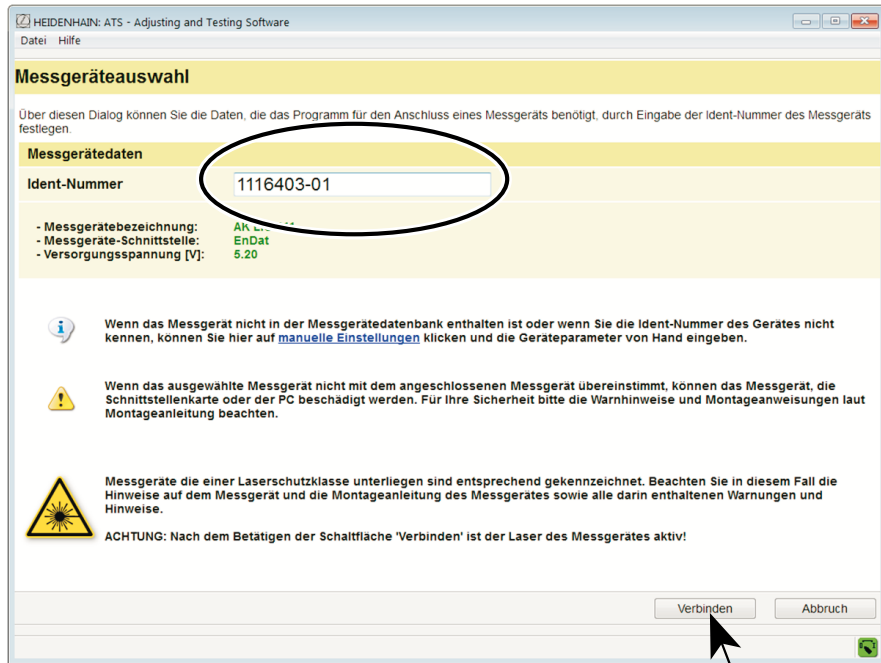 HEIDENHAIN: ATS - Adjusting and Testing Software
Datei Hilfe
Messgeräteauswahl
Über diesen Dialog können Sie die Daten, die das Programm für den Anschluss eines Messgeräts benötigt, durch Eingabe der Ident-Nummer des Messgeräts
festlegen.
Messgerätedaten
Ident-Nummer 1116403-01
- Messgerätebezeichnung: AK
- Messgeräte-Schnittstelle: EnDat
- Versorgungsspannung [V]: 5.20
Wenn das Messgerät nicht in der Messgerätedatenbank enthalten ist oder wenn Sie die Ident-Nummer des Gerätes nicht
kennen, können Sie hier auf manuelle Einstellungen klicken und die Geräteparameter von Hand eingeben.
Wenn das ausgewählte Messgerät nicht mit dem angeschlossenen Messgerät übereinstimmt, können das Messgerät, die
Schnittstellenkarte oder der PC beschädigt werden. Für Ihre Sicherheit bitte die Warnhinweise und Montageanweisungen laut
Montageanleitung beachten.
Messgeräte die einer Laserschutzklasse unterliegen sind entsprechend gekennzeichnet. Beachten Sie in diesem Fall die
Hinweise auf dem Messgerät und die Montageanleitung des Messgerätes sowie alle darin enthaltenen Warnungen und
Hinweise.
ACHTUNG: Nach dem Betätigen der Schaltfläche 'Verbinden' ist der Laser des Messgerätes aktiv!
Verbinden Abbruch